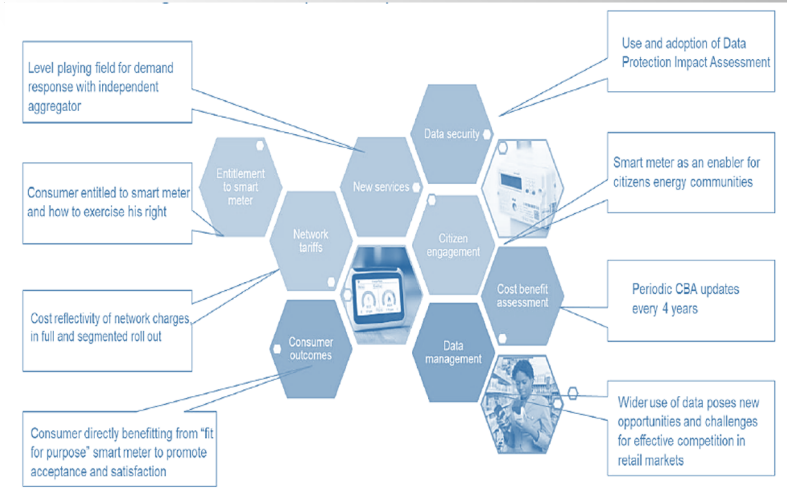 Level playing field for demand
response with independent
aggregator
Use and adoption of Data
Protection Impact Assessment
Data security
Entitlement
to smart
meter
New services
Smart meter as an enabler for
citizens energy communities
Consumer entitled to smart meter
and how to exercise his right
Network
tariffs
Citizen
engagement
Cost benefit
assessment
Periodic CBA updates
every 4 years
Cost reflectivity of network charges
in full and segmented roll out
Consumer
outcomes
Data
management
Consumer directly benefitting from “fit
for purpose” smart meter to promote
acceptance and satisfaction
Wider use of data poses new
opportunities and challenges
for effective competition in
retail markets